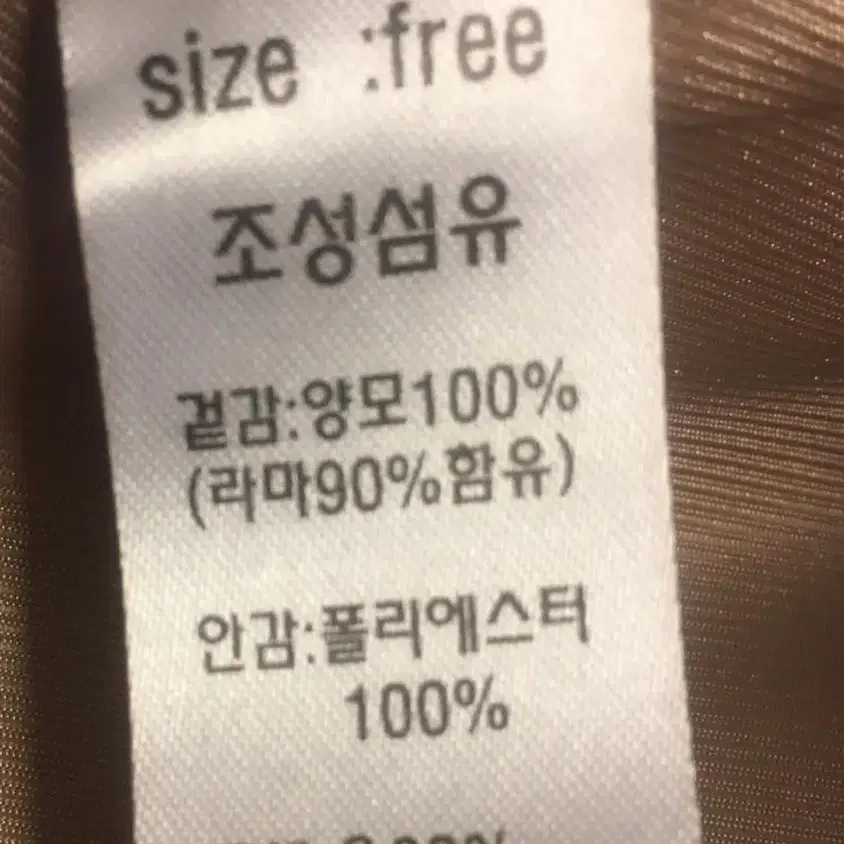 size :free
조성섬유
겉감:양모100%
(라마90%함유)
안감:폴리에스터
100%